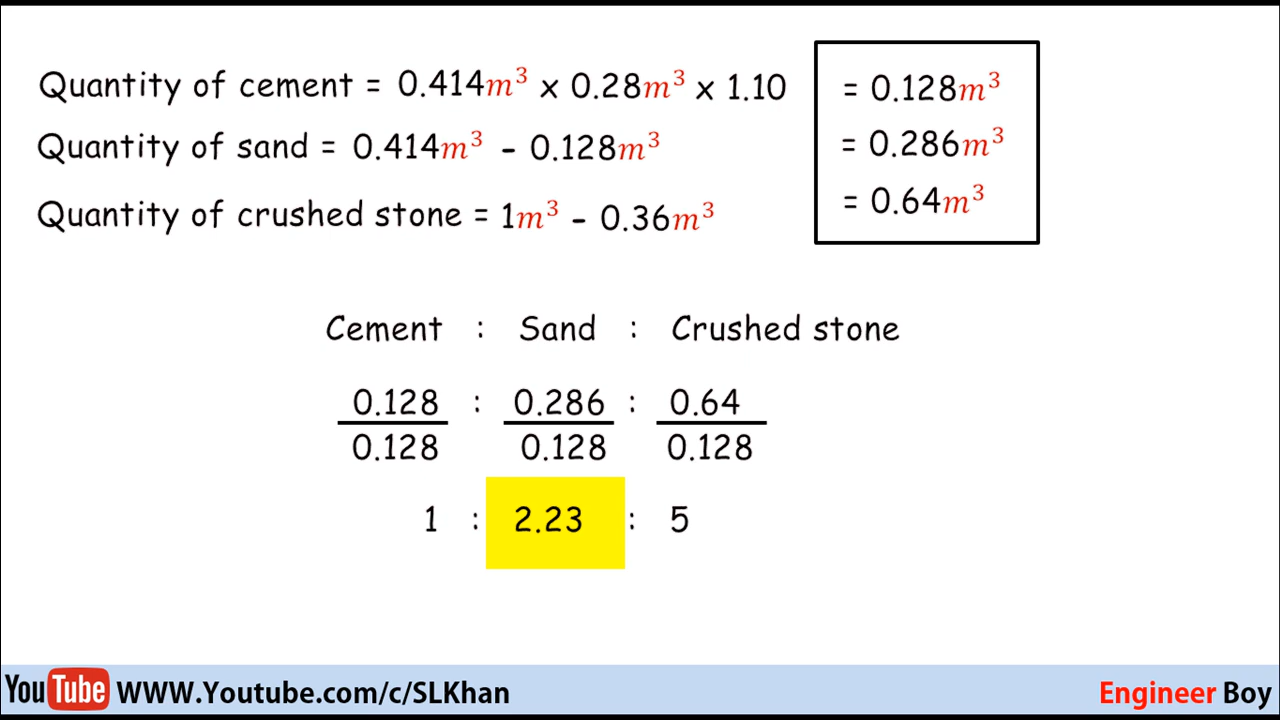 Quantity of cement = 0.414m³ x 0.28m³ x 1.10 = 0.128m³
Quantity of sand = 0.414m³ - 0.128m³ = 0.286m³
Quantity of crushed stone = 1m³ - 0.36m³ = 0.64m³
Cement : Sand : Crushed stone
0.128 : 0.286 : 0.64
0.128 0.128 0.128
1 : 2.23 : 5
YouTube WWW.Youtube.com/c/SLKhan Engineer Boy